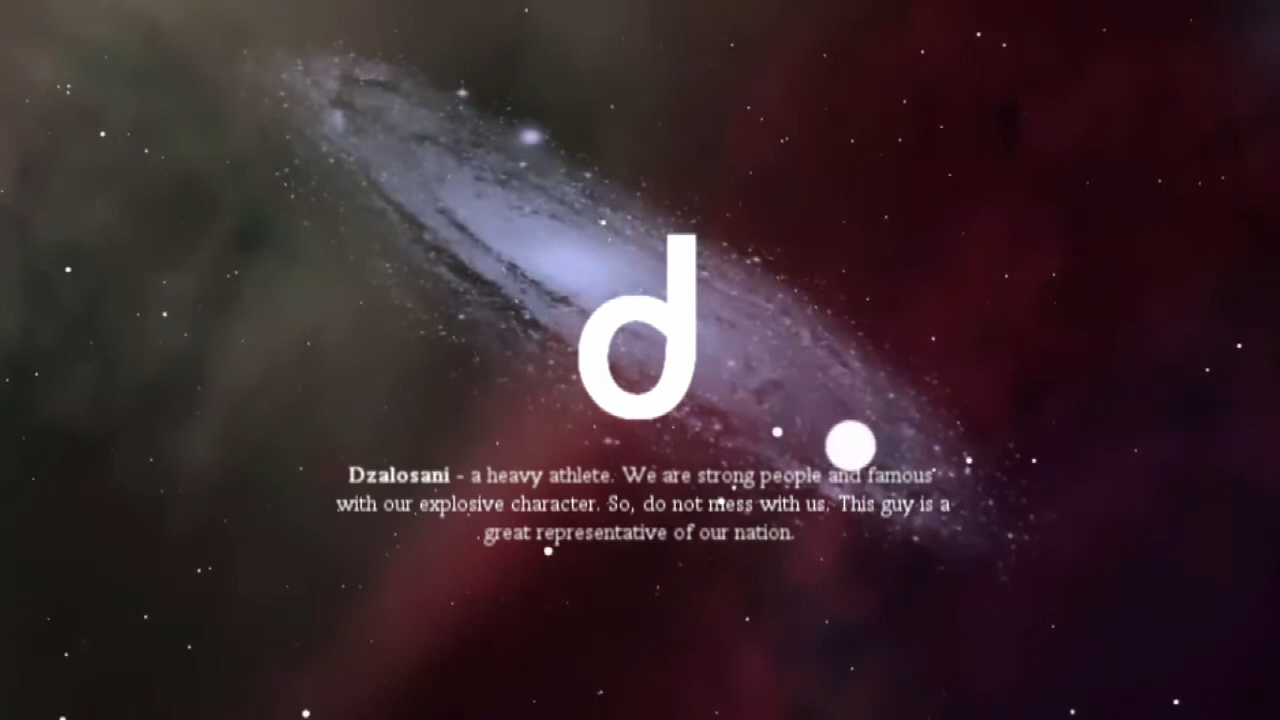 d
Dzalosani - a heavy athlete. We are strong people and famous
with our explosive character. So, do not mess with us. This guy is a
great representative of our nation.